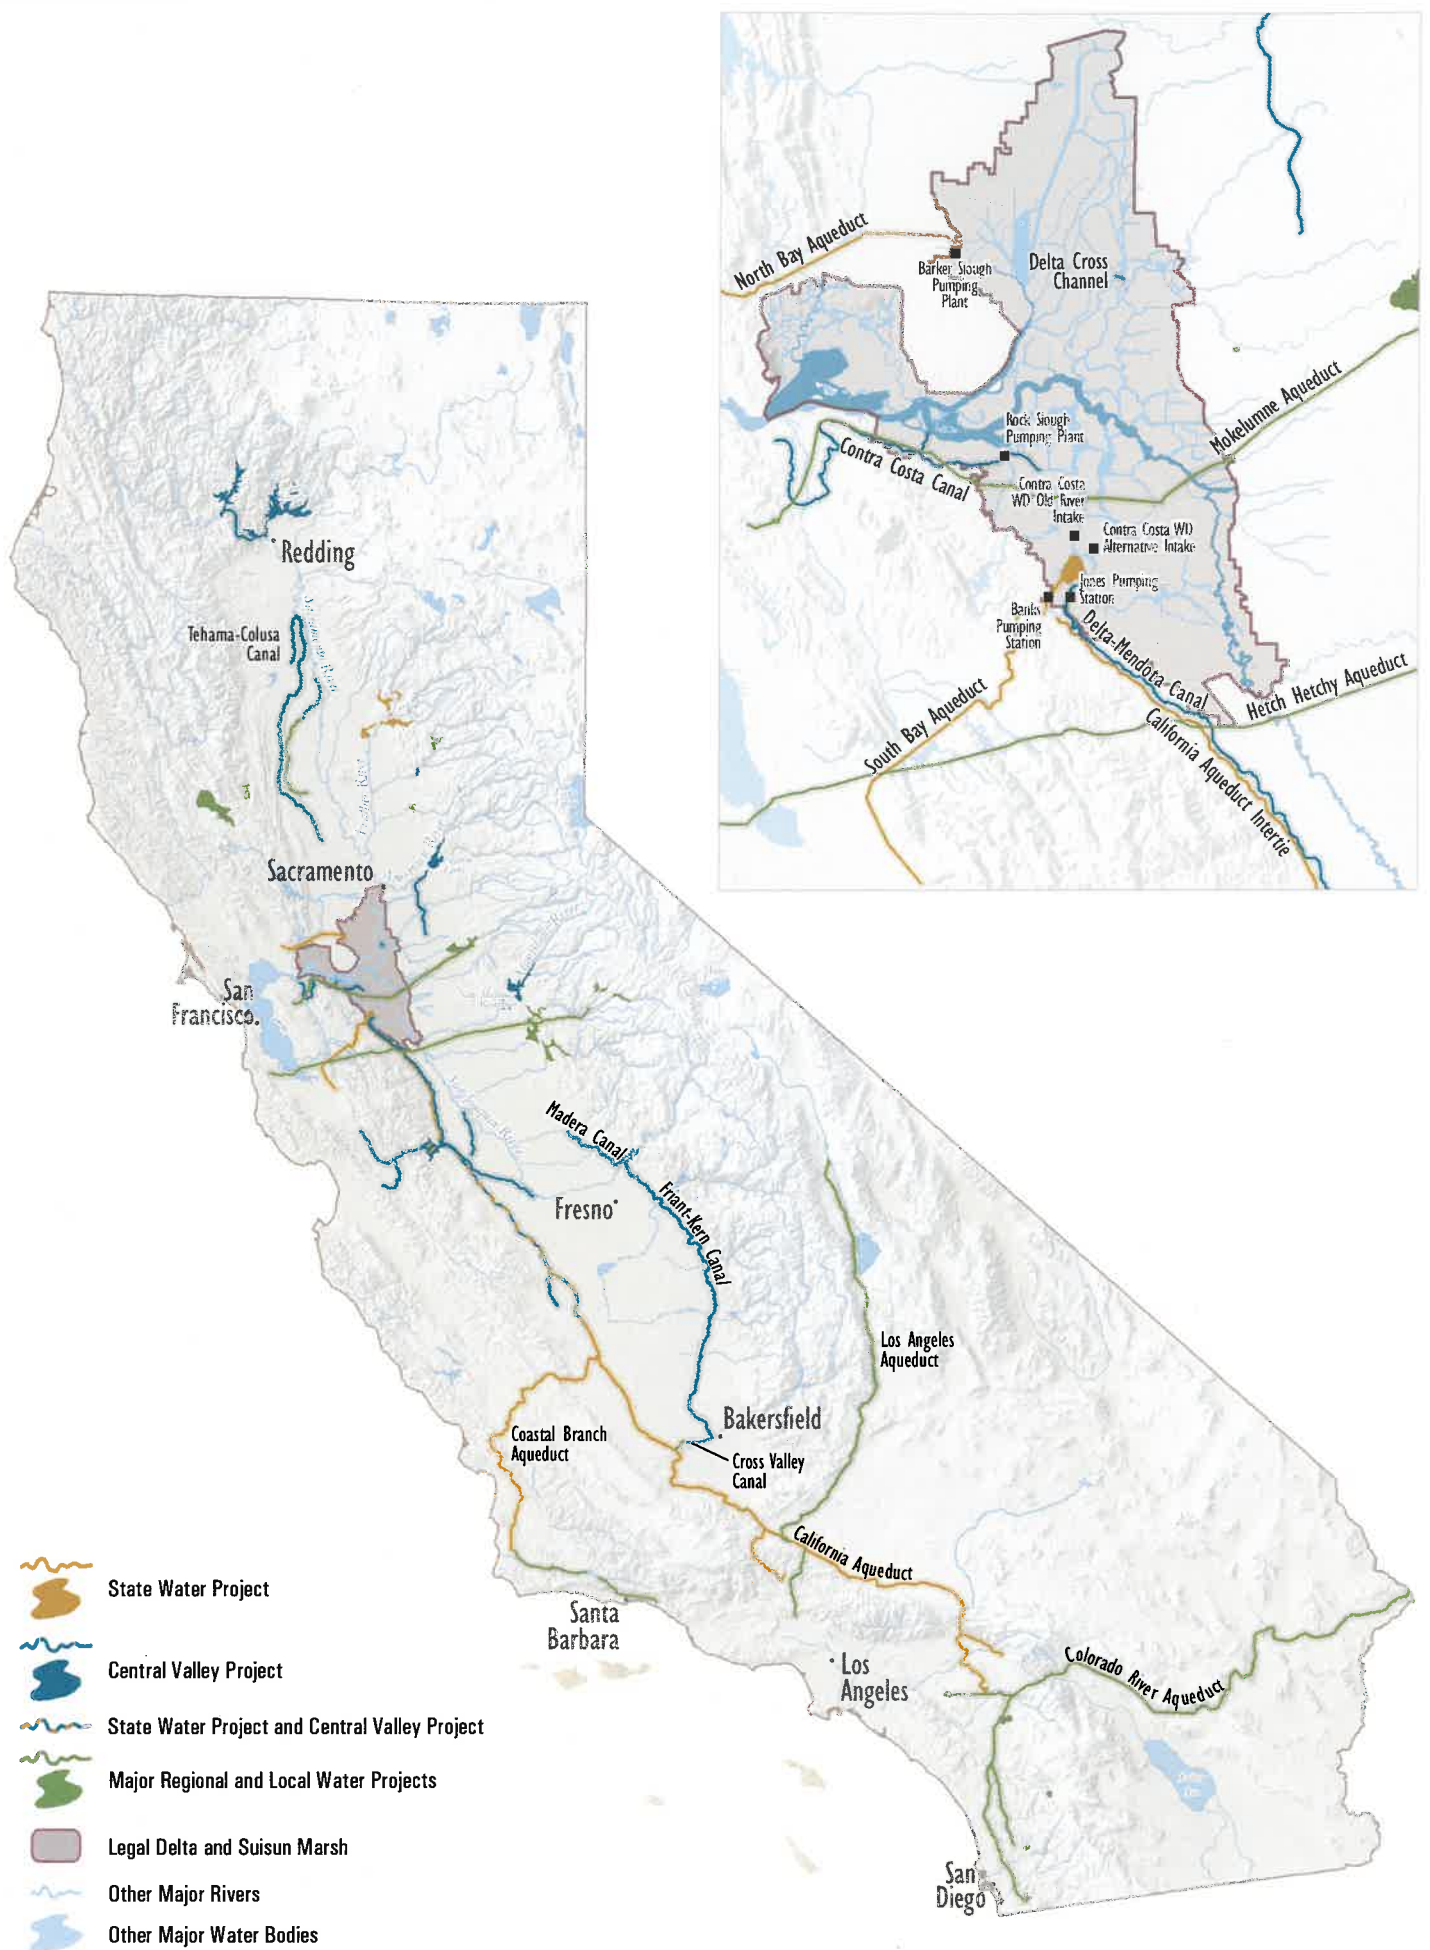 North Bay Aqueduct
Barker Slough
Pumping
Plant
Delta Cross
Channel
Mokelumne Aqueduct
Rock Slough
Pumping Plant
Contra Costa Canal
Contra Costa
WD Old River
Intake
Contra Costa WD
Alternative Intake
Jones Pumping
Station
Banks
Pumping
Station
Delta-Mendota Canal
Hetch Hetchy Aqueduct
South Bay Aqueduct
California Aqueduct Intertie
Redding
Tehama-Colusa
Canal
Sacramento
San
Francisco
Madera Canal
Fresno
Friant-Kern Canal
Los Angeles
Aqueduct
Bakersfield
Coastal Branch
Aqueduct
Cross Valley
Canal
California Aqueduct
Santa
Barbara
Los
Angeles
Colorado River Aqueduct
San
Diego
State Water Project
Central Valley Project
State Water Project and Central Valley Project
Major Regional and Local Water Projects
Legal Delta and Suisun Marsh
Other Major Rivers
Other Major Water Bodies